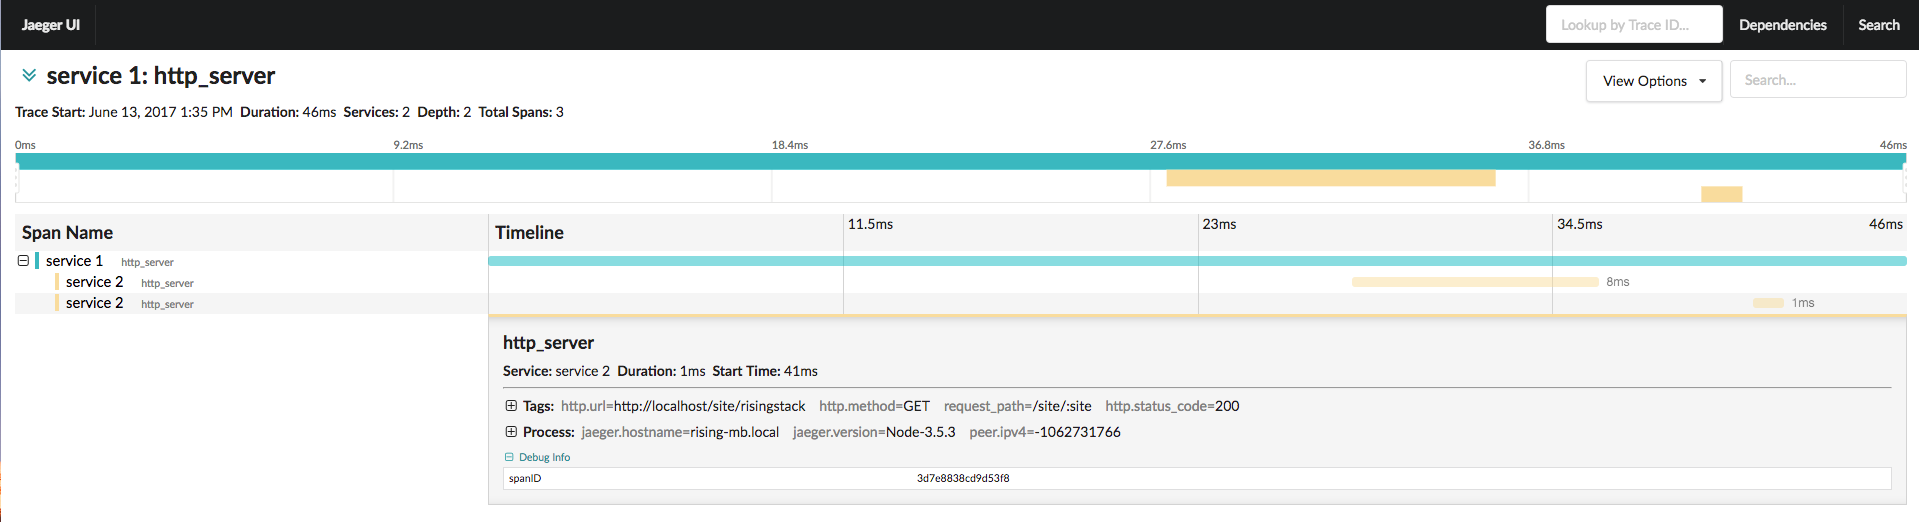 Jaeger UI Lookup by Trace ID... Dependencies Search
service 1: http_server View Options Search...
Trace Start: June 13, 2017 1:35 PM Duration: 46ms Services: 2 Depth: 2 Total Spans: 3
0ms 9.2ms 18.4ms 27.6ms 36.8ms 46ms
Span Name Timeline 11.5ms 23ms 34.5ms 46ms
service 1 http_server
service 2 http_server 8ms
service 2 http_server 1ms
http_server
Service: service 2 Duration: 1ms Start Time: 41ms
Tags: http.url=http://localhost/site/risingstack http.method=GET request_path=/site/:site http.status_code=200
Process: jaeger.hostname=rising-mb.local jaeger.version=Node-3.5.3 peer.ipv4=-1062731766
Debug Info
spanID 3d7e8838cd9d53f8